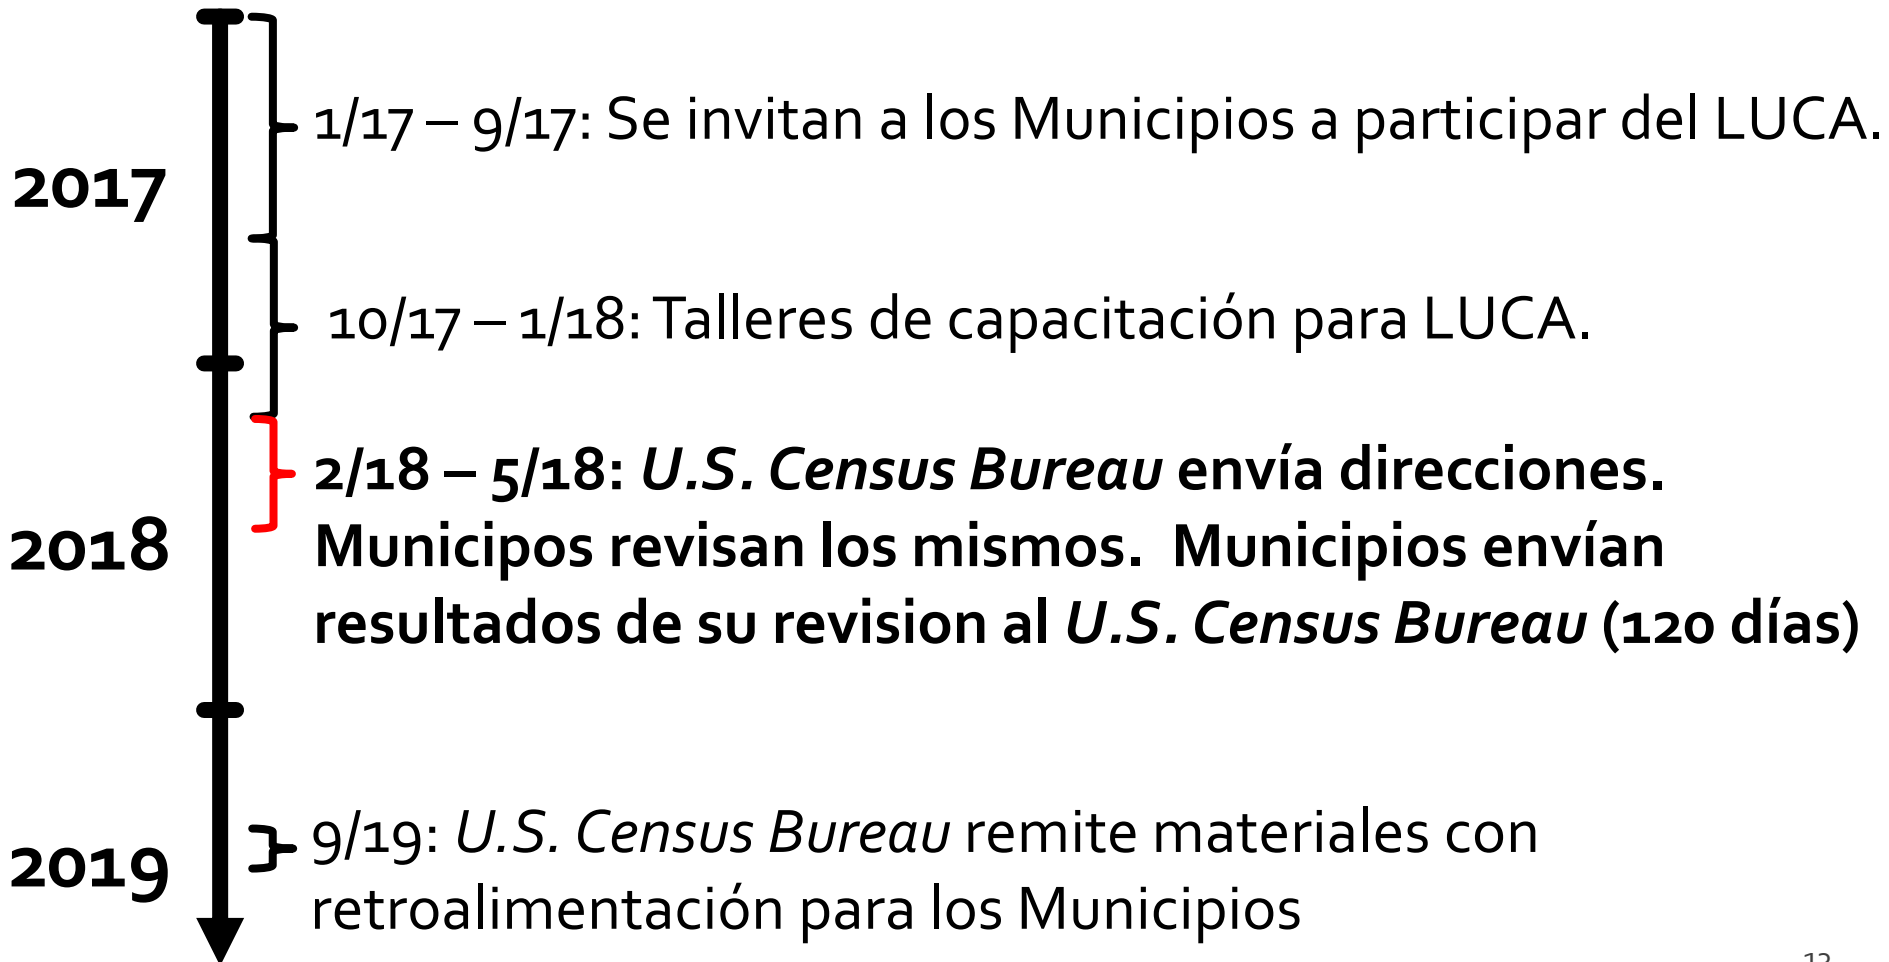 1/17 – 9/17: Se invitan a los Municipios a participar del LUCA.
2017
10/17 – 1/18: Talleres de capacitación para LUCA.
2/18 – 5/18: U.S. Census Bureau envía direcciones.
Municipos revisan los mismos. Municipios envían
2018
resultados de su revision al U.S. Census Bureau (120 días)
9/19: U.S. Census Bureau remite materiales con
2019
retroalimentación para los Municipios